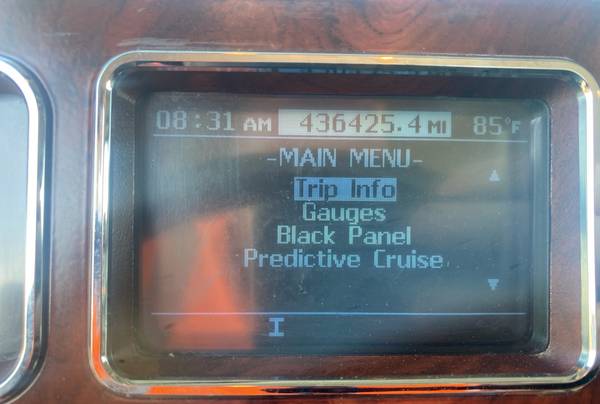 08:31 AM 436425.4 MI 85°F
-MAIN MENU-
Trip Info
Gauges
Black Panel
Predictive Cruise